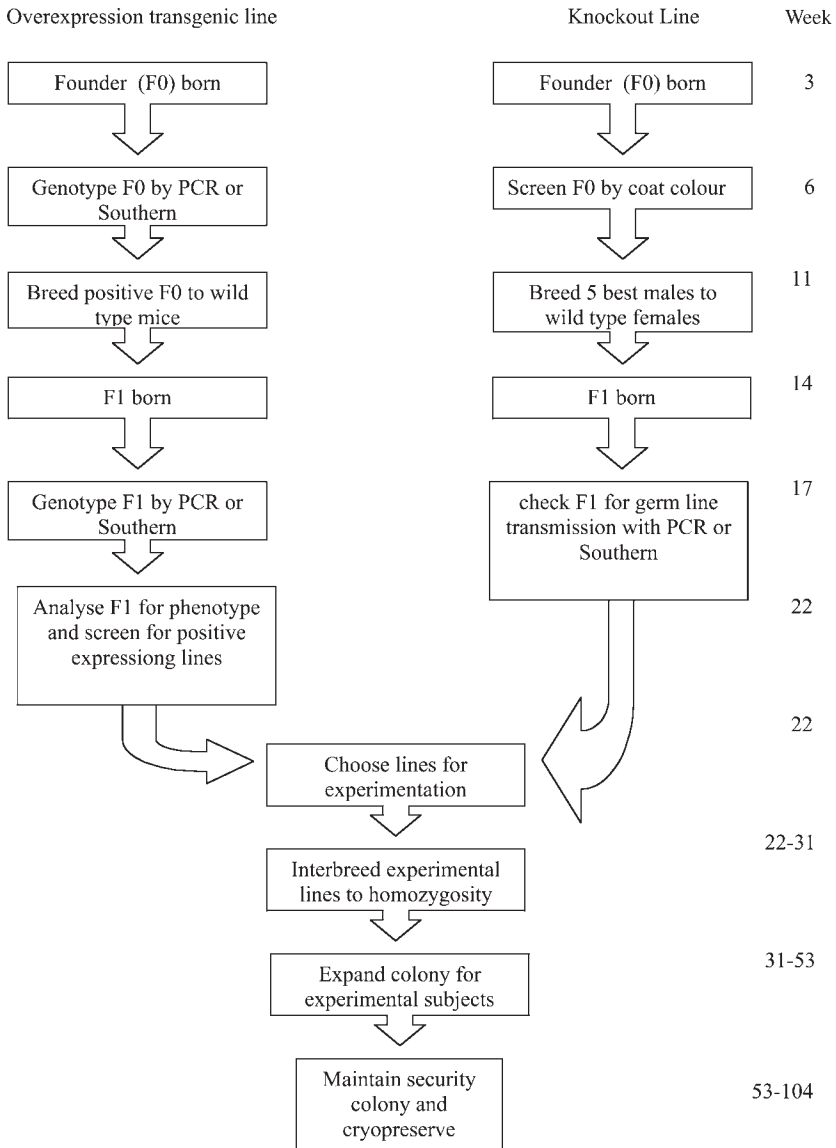 Overexpression transgenic line Knockout Line Week
Founder (F0) born Founder (F0) born 3
Genotype F0 by PCR or
Southern
Screen F0 by coat colour 6
Breed positive F0 to wild
type mice
Breed 5 best males to
wild type females
11
F1 born F1 born 14
Genotype F1 by PCR or
Southern
check F1 for germ line
transmission with PCR or
Southern
17
Analyse F1 for phenotype
and screen for positive
expressiong lines
22
22
Choose lines for
experimentation
22-31
Interbreed experimental
lines to homozygosity
31-53
Expand colony for
experimental subjects
53-104
Maintain security
colony and
cryopreserve